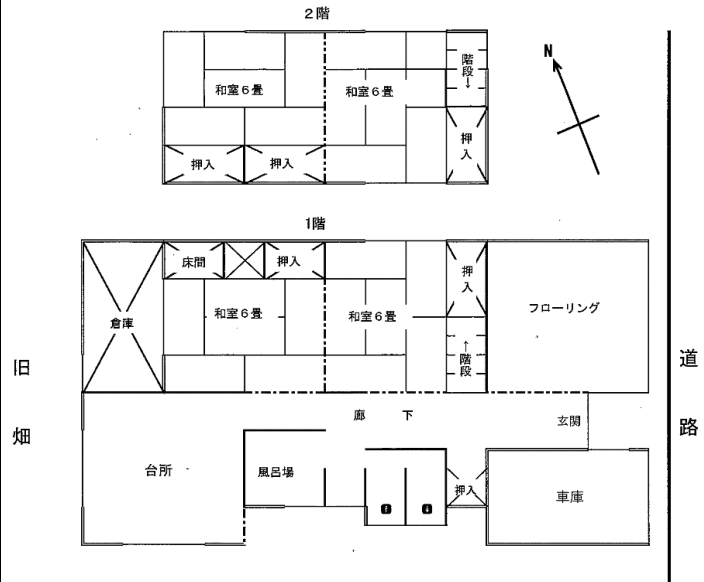 2階
階段↓
和室6畳
和室6畳
押入
押入
押入
N
1階
床間
押入
押入
倉庫
和室6畳
和室6畳
↑階段
フローリング
旧畑
道路
廊下
玄関
台所
風呂場
押入
車庫